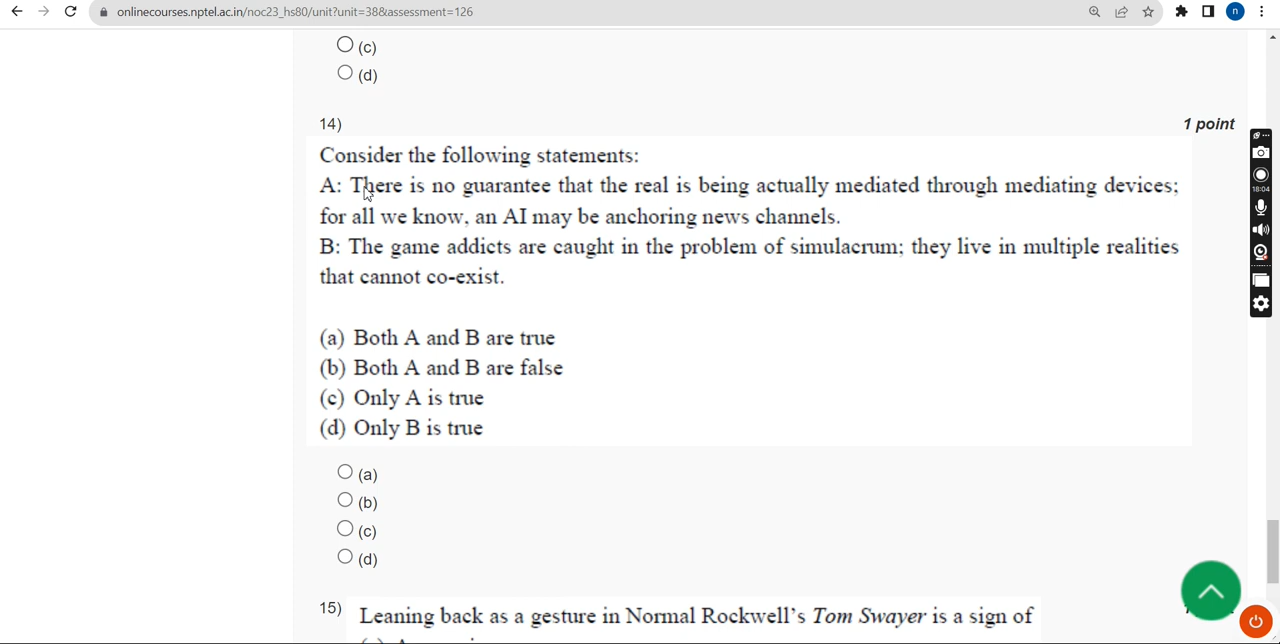 onlinecourses.nptel.ac.in/noc23_hs80/unit?unit=38&assessment=126
n
(c)
(d)
14)
1 point
Consider the following statements:
A: There is no guarantee that the real is being actually mediated through mediating devices;
for all we know, an AI may be anchoring news channels.
B: The game addicts are caught in the problem of simulacrum; they live in multiple realities
that cannot co-exist.
(a) Both A and B are true
(b) Both A and B are false
(c) Only A is true
(d) Only B is true
(a)
(b)
(c)
(d)
18:04
15)
Leaning back as a gesture in Normal Rockwell's Tom Swayer is a sign of